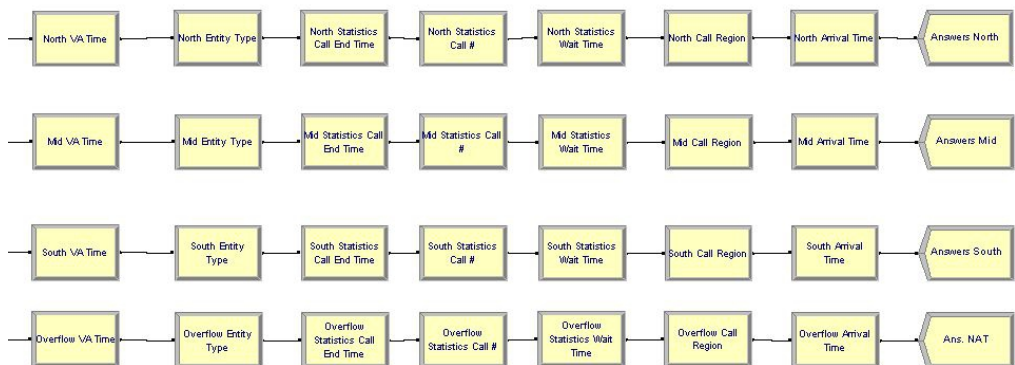 North VA Time
North Entity Type
North Statistics
Call End Time
North Statistics
Call #
North Statistics
Wait Time
North Call Region
North Arrival Time
Answers North
Mid VA Time
Mid Entity Type
Mid Statistics Call
End Time
Mid Statistics Call
#
Mid Statistics
Wait Time
Mid Call Region
Mid Arrival Time
Answers Mid
South VA Time
South Entity
Type
South Statistics
Call End Time
South Statistics
Call #
South Statistics
Wait Time
South Call Region
South Arrival
Time
Answers South
Overflow VA Time
Overflow Entity
Type
Overflow
Statistics Call
End Time
Overflow
Statistics Call #
Overflow
Statistics Wait
Time
Overflow Call
Region
Overflow Arrival
Time
Ans. NAT